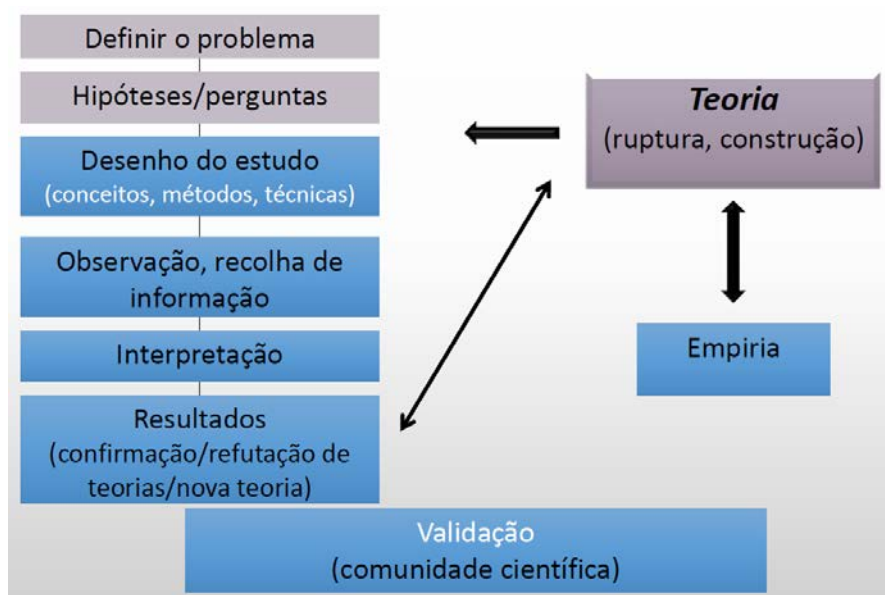 Definir o problema
Hipóteses/perguntas
Desenho do estudo
(conceitos, métodos, técnicas)
Observação, recolha de
informação
Interpretação
Resultados
(confirmação/refutação de
teorias/nova teoria)
Teoria
(ruptura, construção)
Empiria
Validação
(comunidade científica)